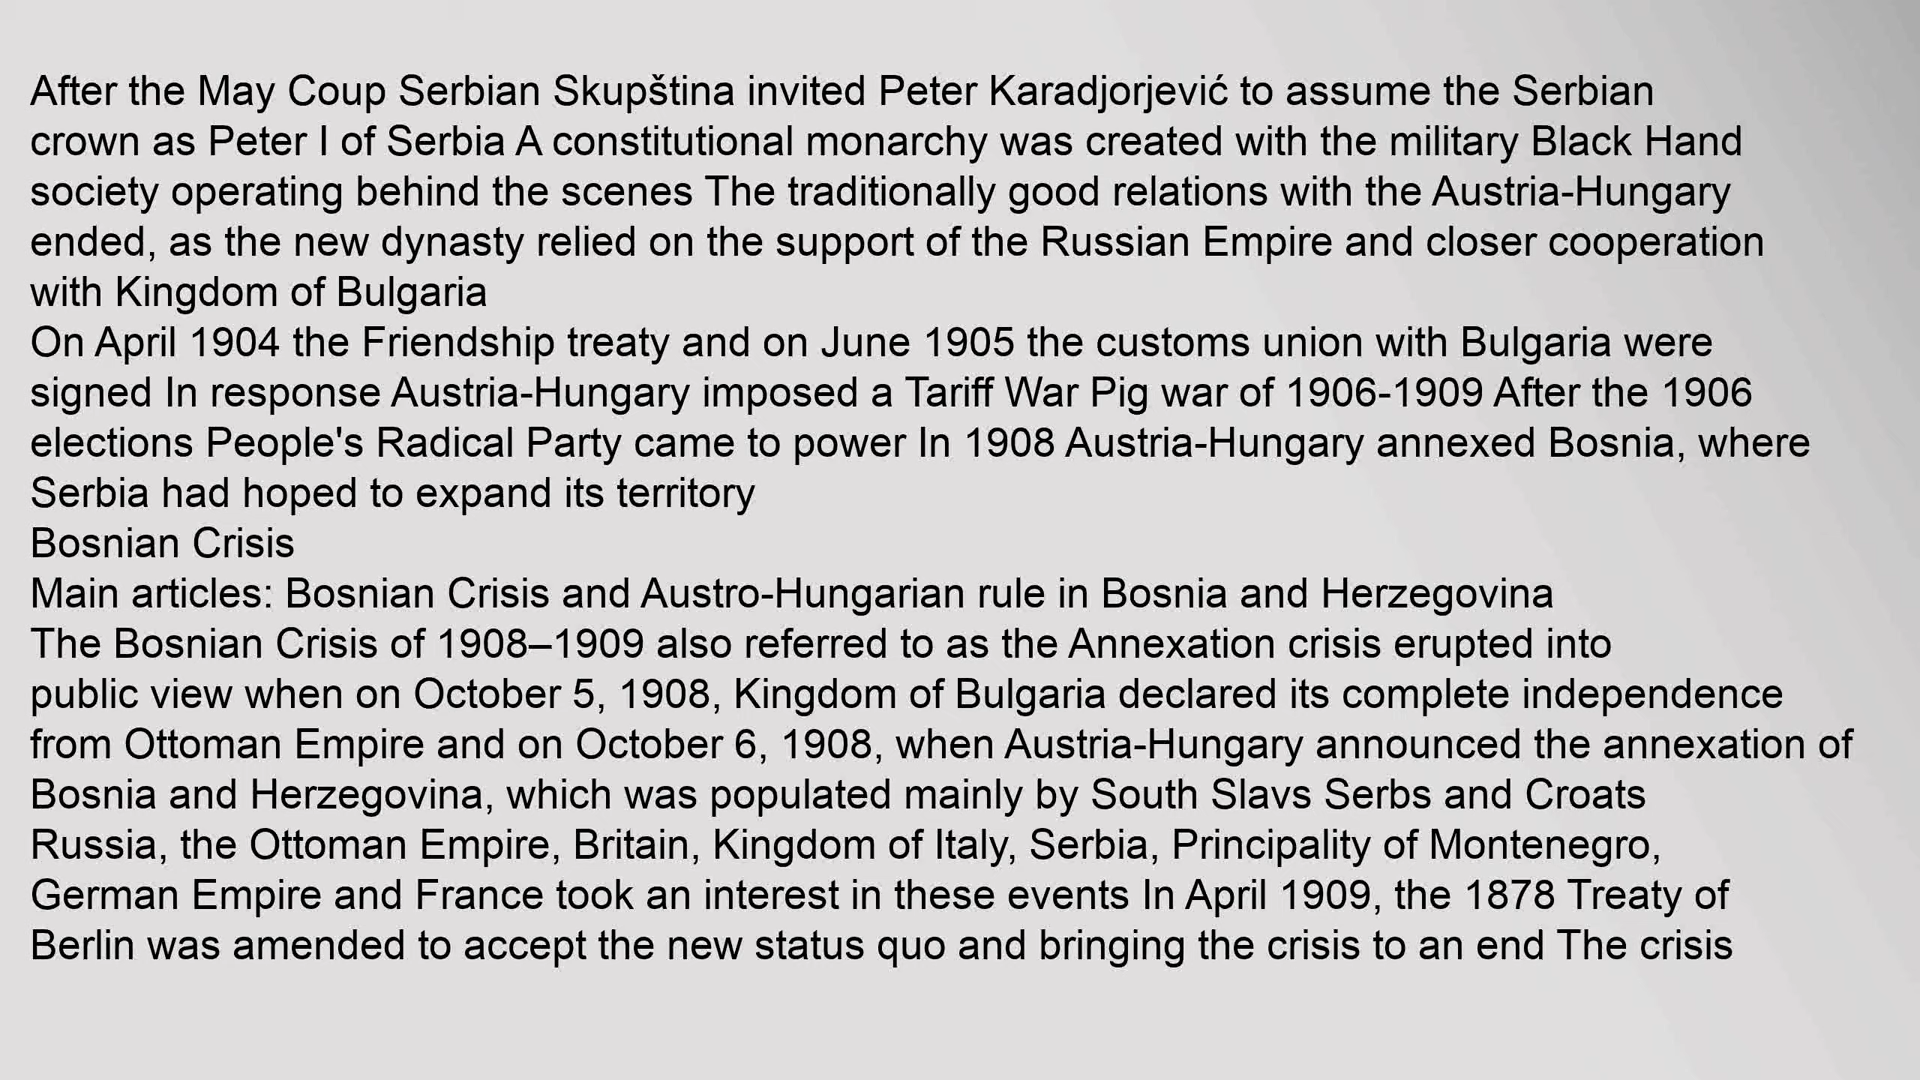 After the May Coup Serbian Skupština invited Peter Karadjorjević to assume the Serbian
crown as Peter I of Serbia A constitutional monarchy was created with the military Black Hand
society operating behind the scenes The traditionally good relations with the Austria-Hungary
ended, as the new dynasty relied on the support of the Russian Empire and closer cooperation
with Kingdom of Bulgaria
On April 1904 the Friendship treaty and on June 1905 the customs union with Bulgaria were
signed In response Austria-Hungary imposed a Tariff War Pig war of 1906-1909 After the 1906
elections People's Radical Party came to power In 1908 Austria-Hungary annexed Bosnia, where
Serbia had hoped to expand its territory
Bosnian Crisis
Main articles: Bosnian Crisis and Austro-Hungarian rule in Bosnia and Herzegovina
The Bosnian Crisis of 1908–1909 also referred to as the Annexation crisis erupted into
public view when on October 5, 1908, Kingdom of Bulgaria declared its complete independence
from Ottoman Empire and on October 6, 1908, when Austria-Hungary announced the annexation of
Bosnia and Herzegovina, which was populated mainly by South Slavs Serbs and Croats
Russia, the Ottoman Empire, Britain, Kingdom of Italy, Serbia, Principality of Montenegro,
German Empire and France took an interest in these events In April 1909, the 1878 Treaty of
Berlin was amended to accept the new status quo and bringing the crisis to an end The crisis